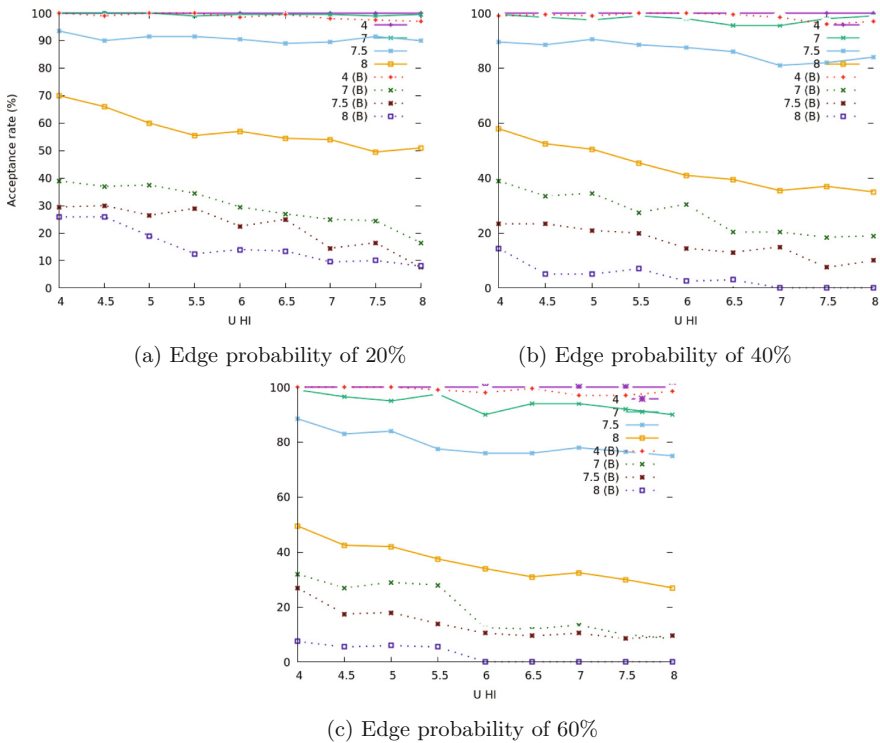 100
90
80
70
60
50
40
30
20
10
0
Acceptance rate (%)
4
7
7.5
8
4 (B)
7 (B)
7.5 (B)
8 (B)
4 4.5 5 5.5 6 6.5 7 7.5 8
U HI
(a) Edge probability of 20%
100
80
60
40
20
0
4
7
7.5
8
4 (B)
7 (B)
7.5 (B)
8 (B)
4 4.5 5 5.5 6 6.5 7 7.5 8
U HI
(b) Edge probability of 40%
100
80
60
40
20
0
4
7
7.5
8
4 (B)
7 (B)
7.5 (B)
8 (B)
4 4.5 5 5.5 6 6.5 7 7.5 8
U HI
(c) Edge probability of 60%